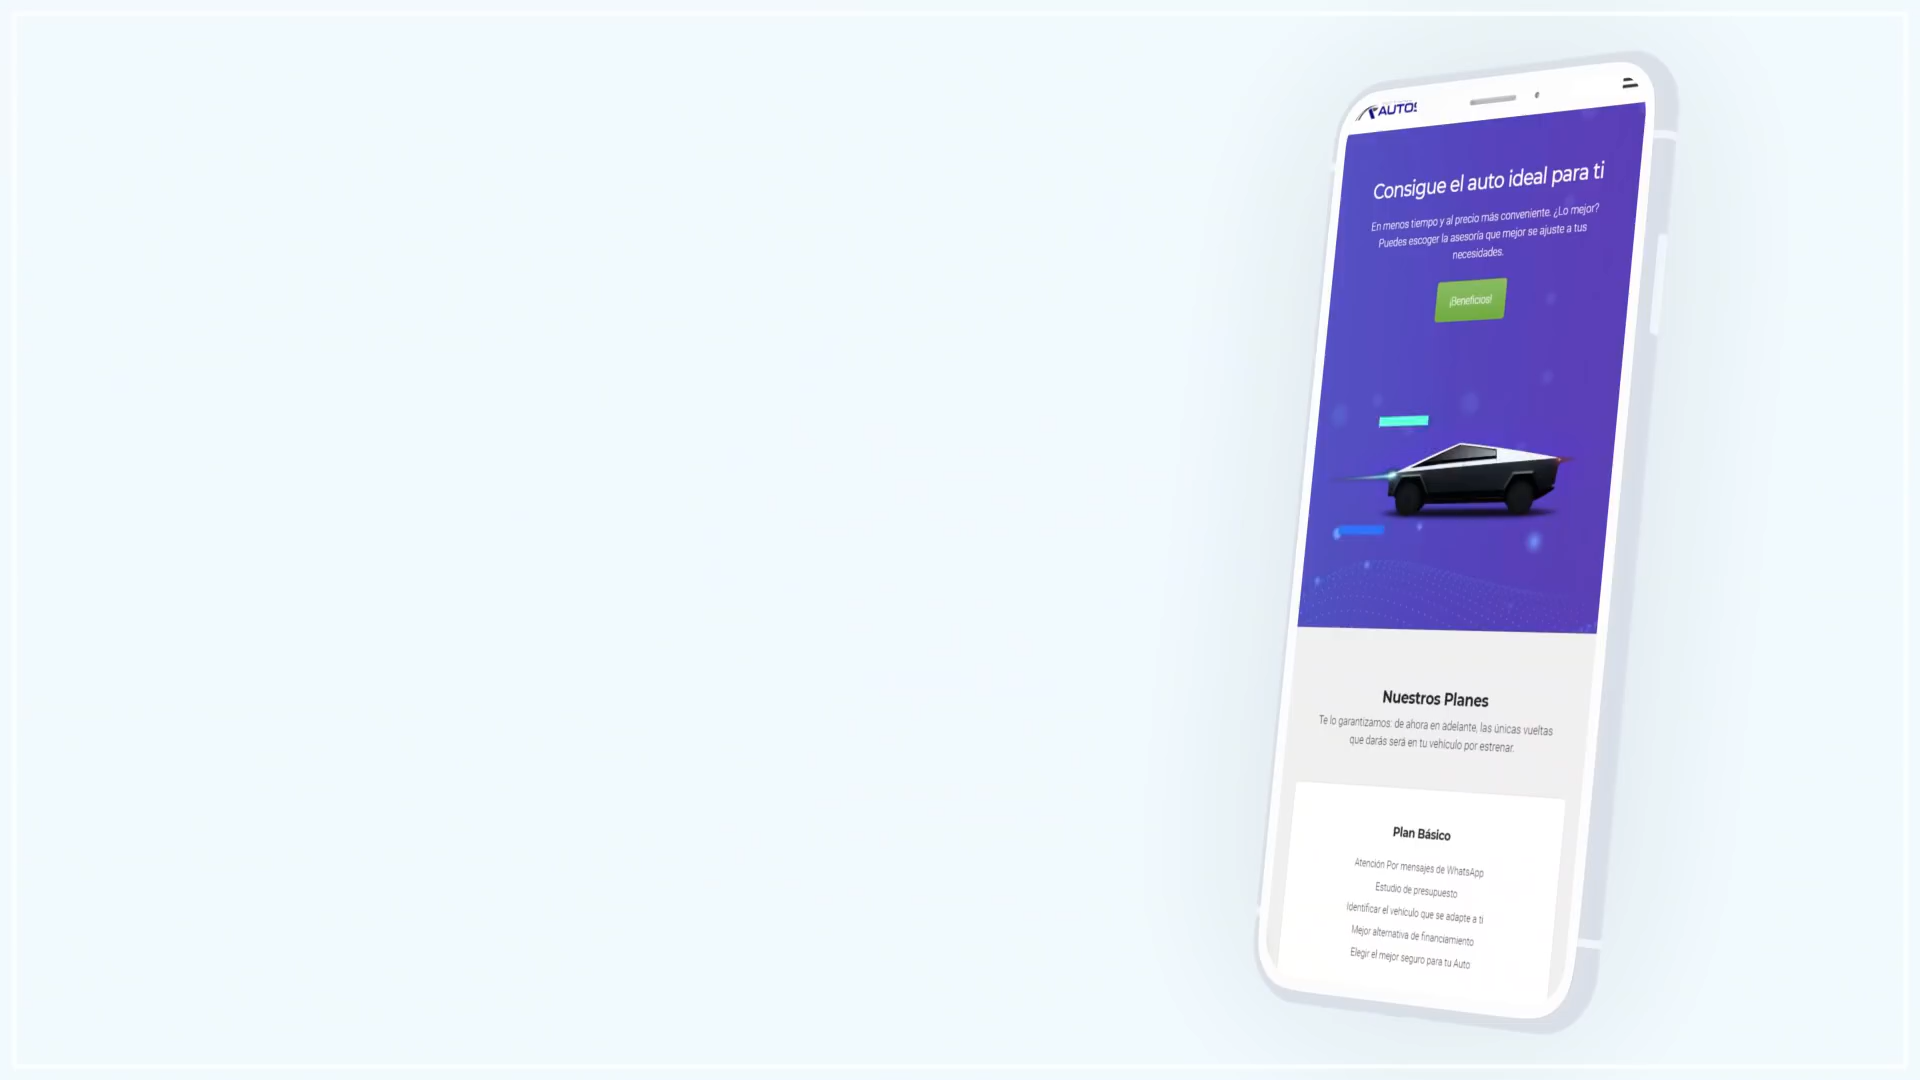 AUTOS
Consigue el auto ideal para ti
En menos tiempo y al precio más conveniente. ¿Lo mejor?
Puedes escoger la asesoría que mejor se ajuste a tus
necesidades.
¡Beneficios!
Nuestros Planes
Te lo garantizamos: de ahora en adelante, las únicas vueltas
que darás será en tu vehículo por estrenar.
Plan Básico
Atención Por mensajes de WhatsApp
Estudio de presupuesto
Identificar el vehículo que se adapte a ti
Mejor alternativa de financiamiento
Elegir el mejor seguro para tu Auto